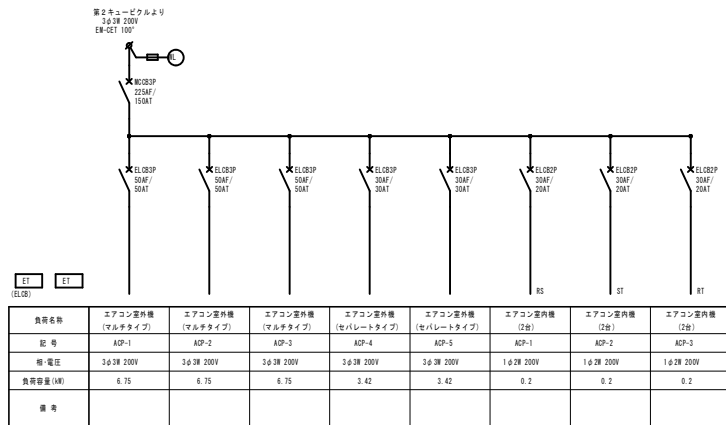 第2キュービクルより
3φ3W 200V
EM-CET 100°
WL
MCCB3P
225AF/
150AT
ELCB3P
50AF/
50AT
ELCB3P
50AF/
50AT
ELCB3P
50AF/
50AT
ELCB3P
30AF/
30AT
ELCB3P
30AF/
30AT
ELCB2P
30AF/
20AT
ELCB2P
30AF/
20AT
ELCB2P
30AF/
20AT
ET ET
(ELCB)
RS ST RT
負荷名称 エアコン室外機 エアコン室外機 エアコン室外機 エアコン室外機 エアコン室外機 エアコン室内機 エアコン室内機 エアコン室内機
(マルチタイプ) (マルチタイプ) (マルチタイプ) (セパレートタイプ) (セパレートタイプ) (2台) (2台) (2台)
記 号 ACP-1 ACP-2 ACP-3 ACP-4 ACP-5 ACP-1 ACP-2 ACP-3
相・電圧 3φ3W 200V 3φ3W 200V 3φ3W 200V 3φ3W 200V 3φ3W 200V 1φ2W 200V 1φ2W 200V 1φ2W 200V
負荷容量(kW) 6.75 6.75 6.75 3.42 3.42 0.2 0.2 0.2
備 考